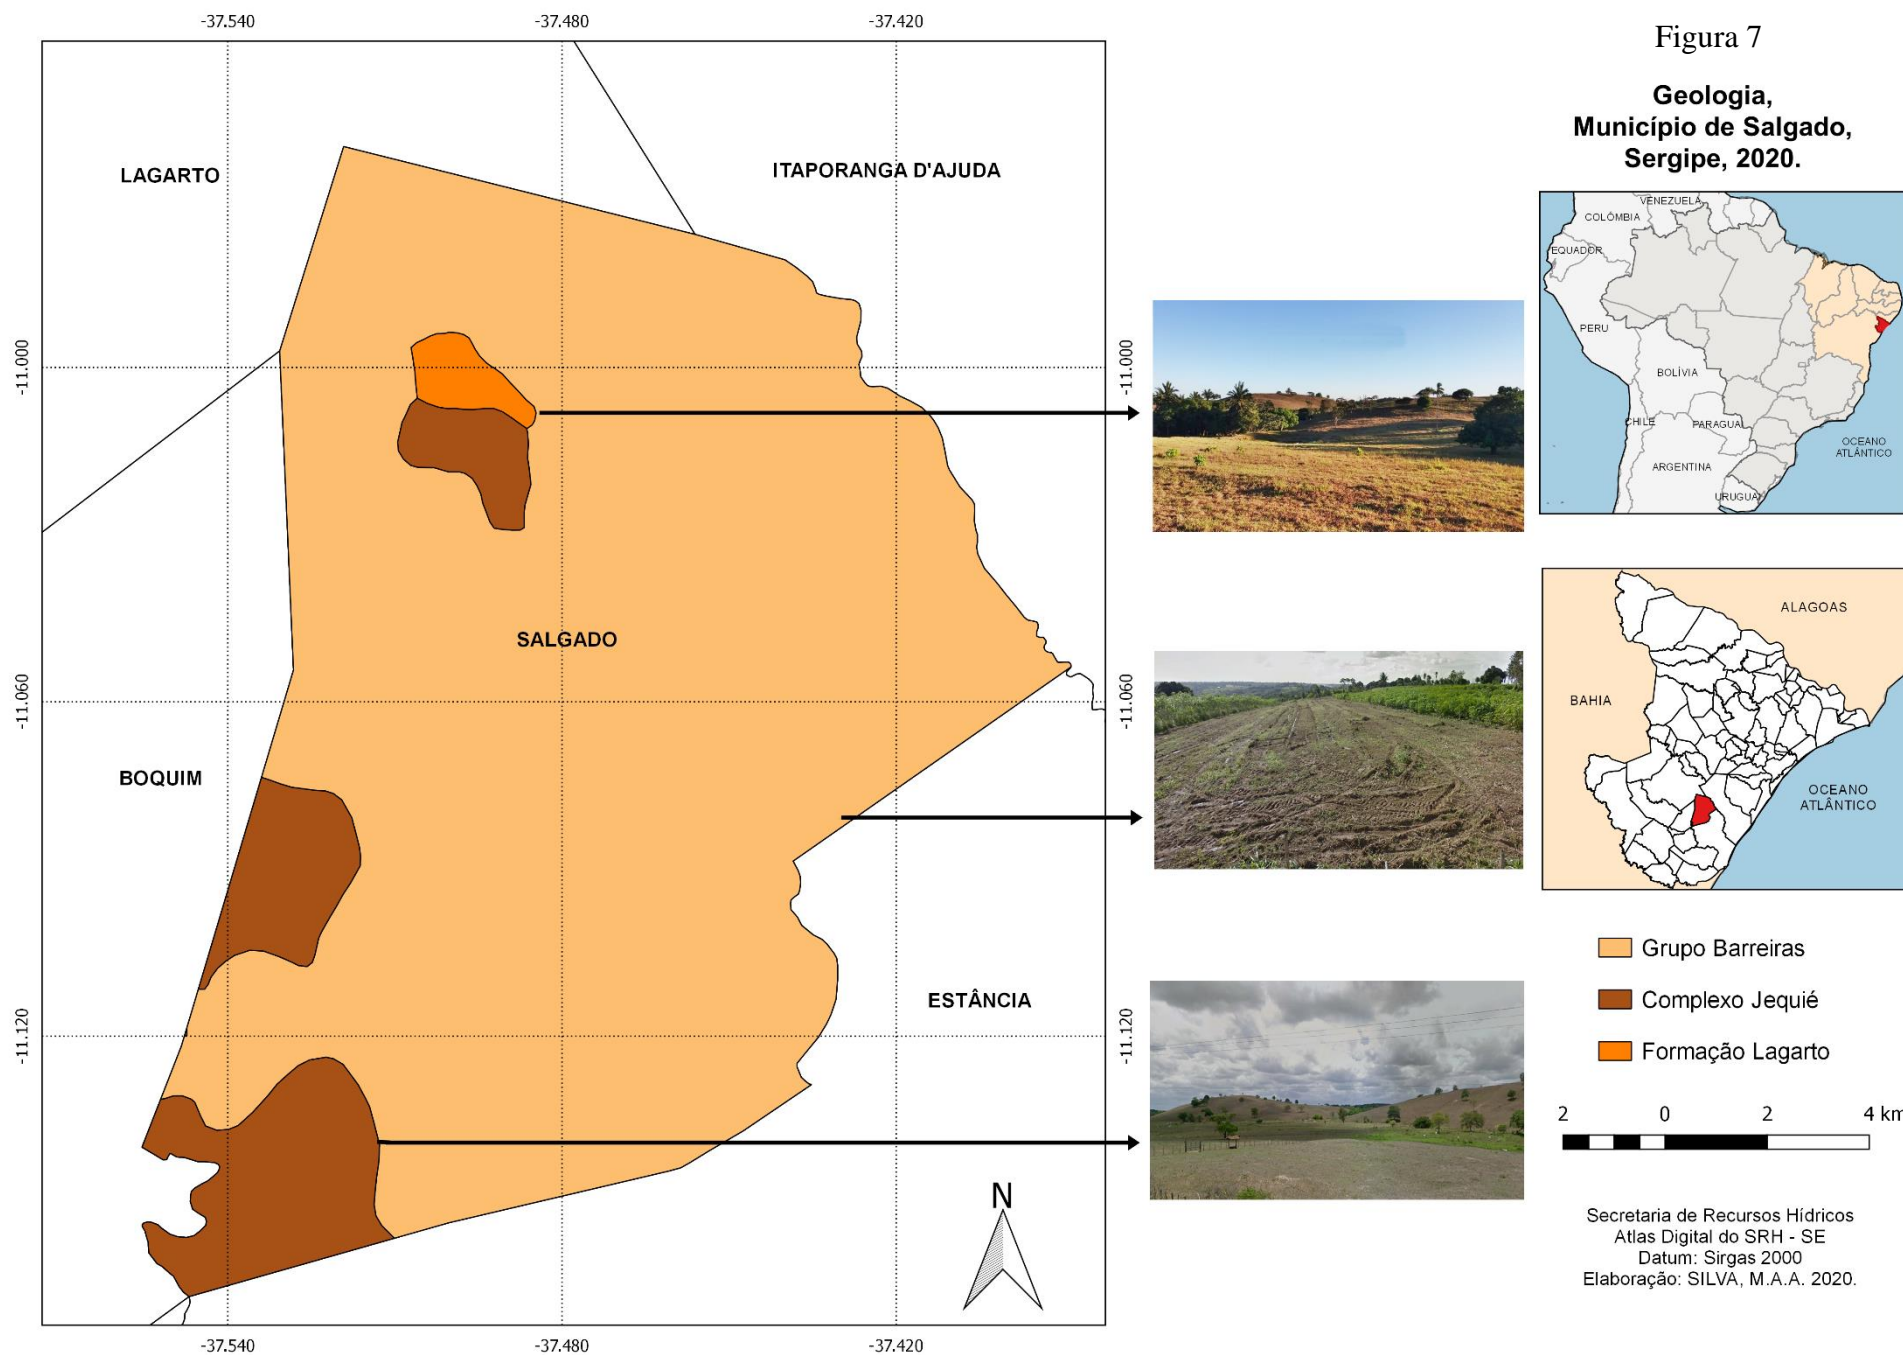 -37.540
-37.480
-37.420
Figura 7
Geologia,
Município de Salgado,
Sergipe, 2020.
LAGARTO
ITAPORANGA D'AJUDA
-11.000
-11.000
SALGADO
-11.060
-11.060
BOQUIM
ESTÂNCIA
-11.120
-11.120
N
-37.540
-37.480
-37.420
VENEZUELA
COLÔMBIA
EQUADOR
PERU
BOLÍVIA
CHILE
PARAGUAI
OCEANO
ATLÂNTICO
ARGENTINA
URUGUAI
ALAGOAS
BAHIA
OCEANO
ATLÂNTICO
Grupo Barreiras
Complexo Jequié
Formação Lagarto
2 0 2 4 km
Secretaria de Recursos Hídricos
Atlas Digital do SRH - SE
Datum: Sirgas 2000
Elaboração: SILVA, M.A.A. 2020.